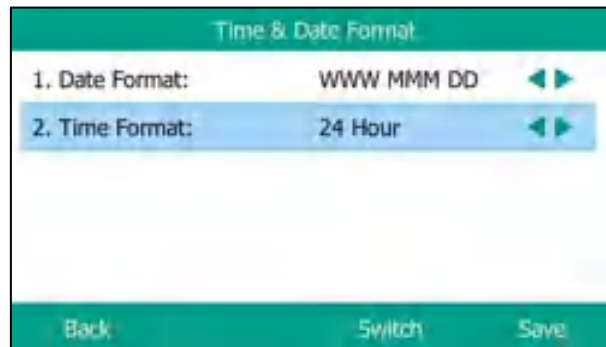 Time & Date Format
1. Date Format: WWW MMM DD
2. Time Format: 24 Hour
Back Switch Save